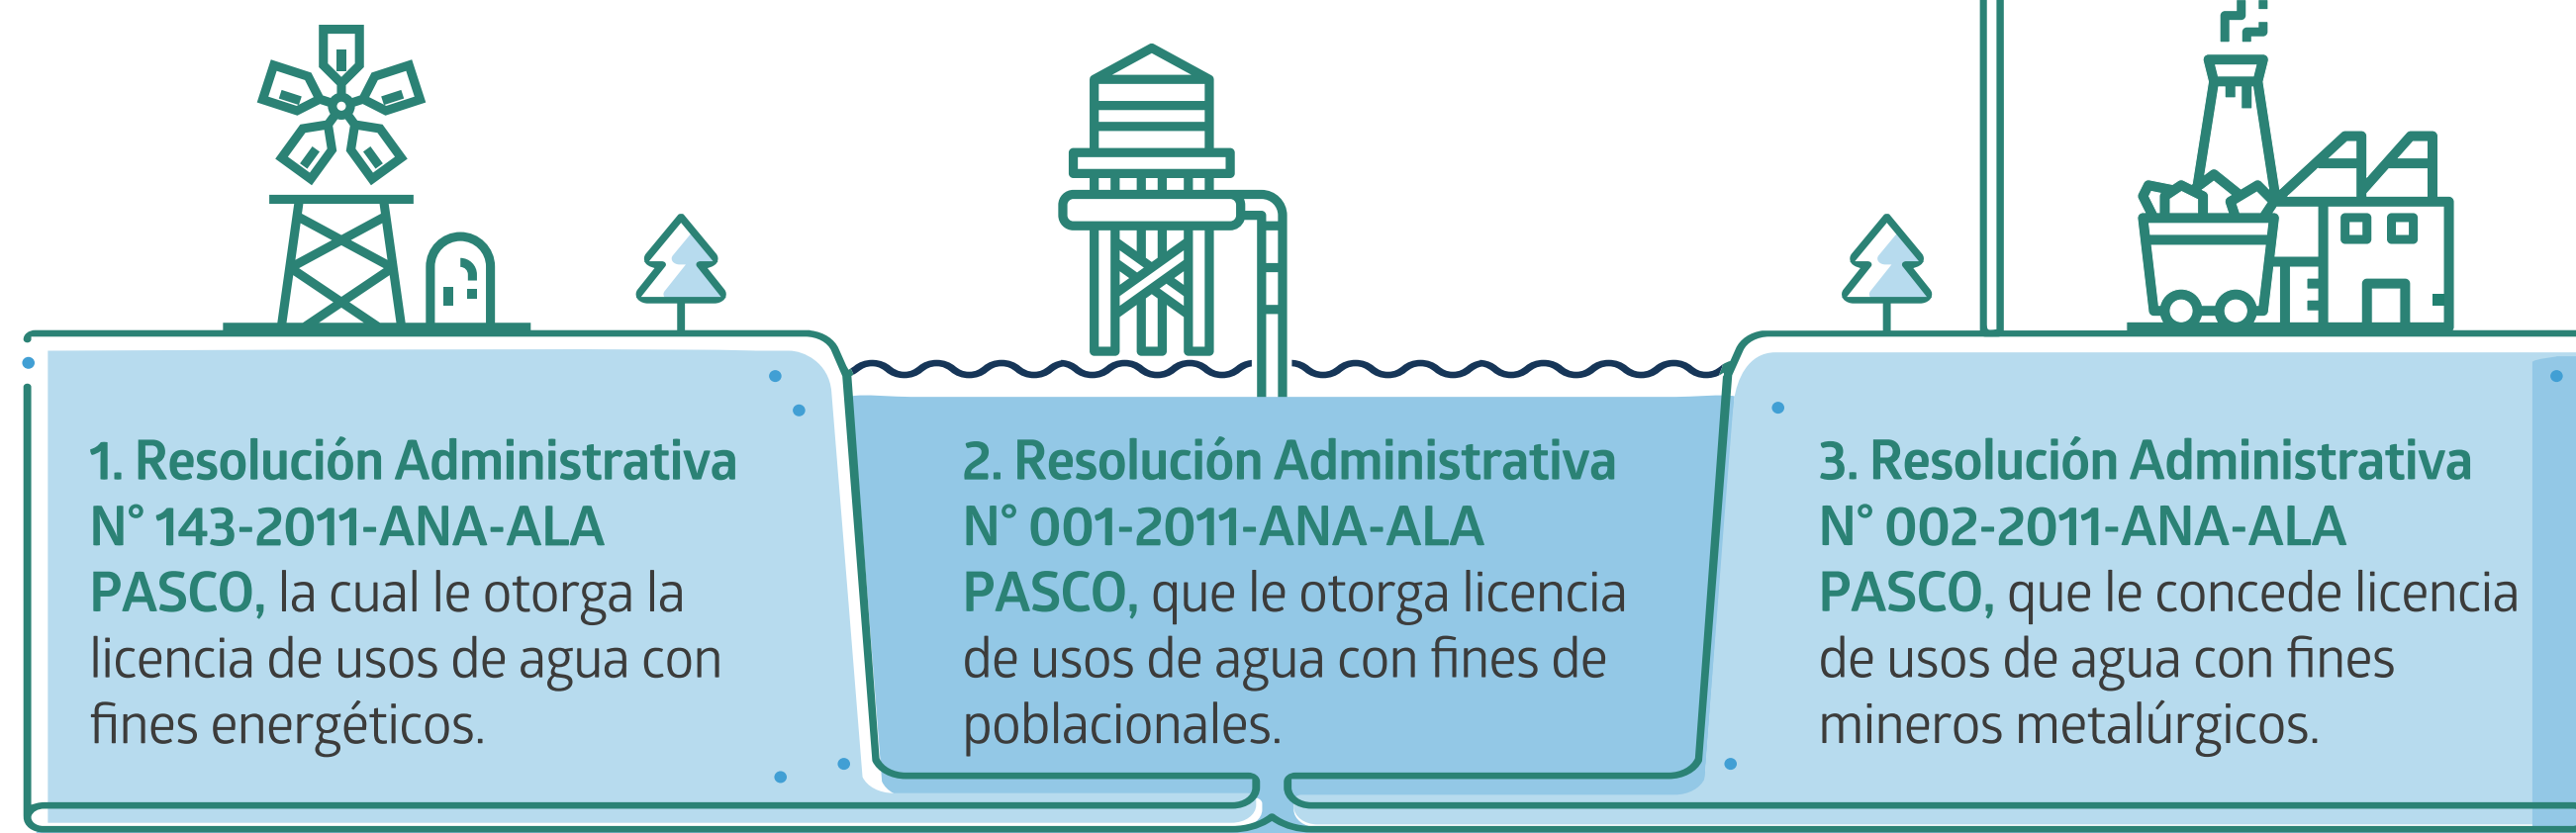 1. Resolución Administrativa
N° 143-2011-ANA-ALA
PASCO, la cual le otorga la
licencia de usos de agua con
fines energéticos.
2. Resolución Administrativa
N° 001-2011-ANA-ALA
PASCO, que le otorga licencia
de usos de agua con fines de
poblacionales.
3. Resolución Administrativa
N° 002-2011-ANA-ALA
PASCO, que le concede licencia
de usos de agua con fines
mineros metalúrgicos.